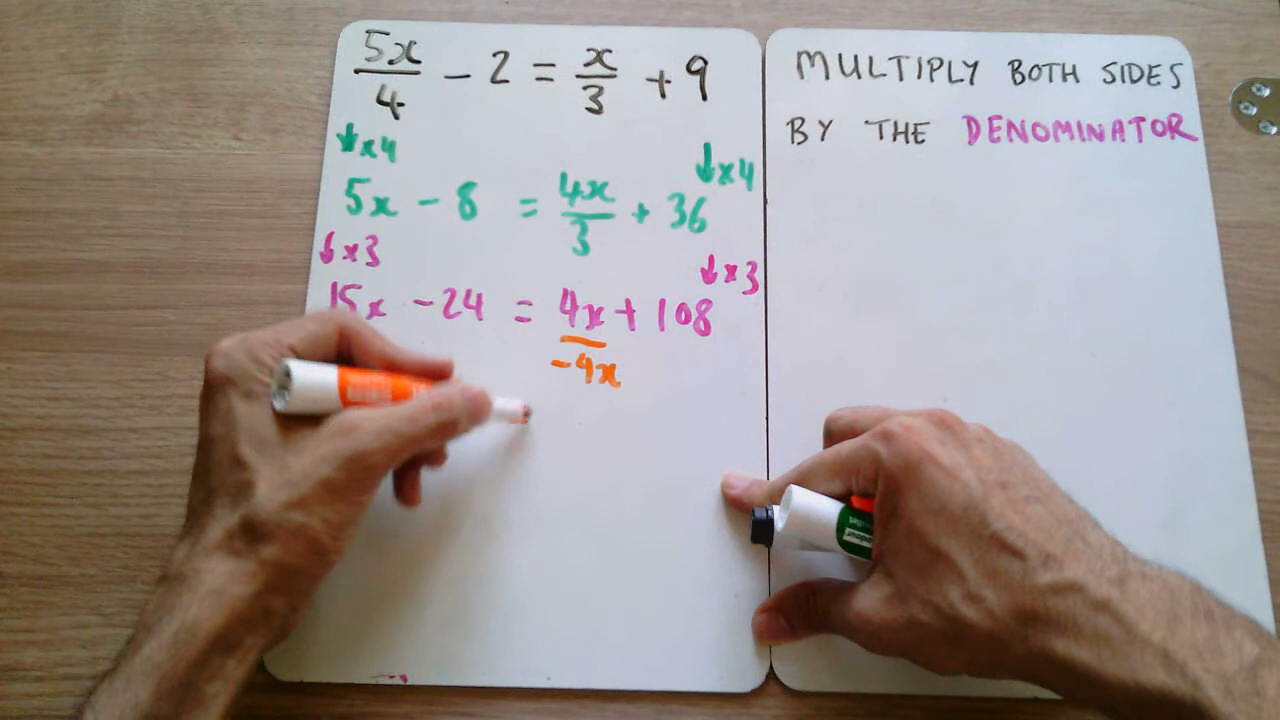 5x/4 - 2 = x/3 + 9
↓x4 ↓x4
5x - 8 = 4x/3 + 36
↓x3 ↓x3
15x - 24 = 4x + 108
-4x
MULTIPLY BOTH SIDES
BY THE DENOMINATOR